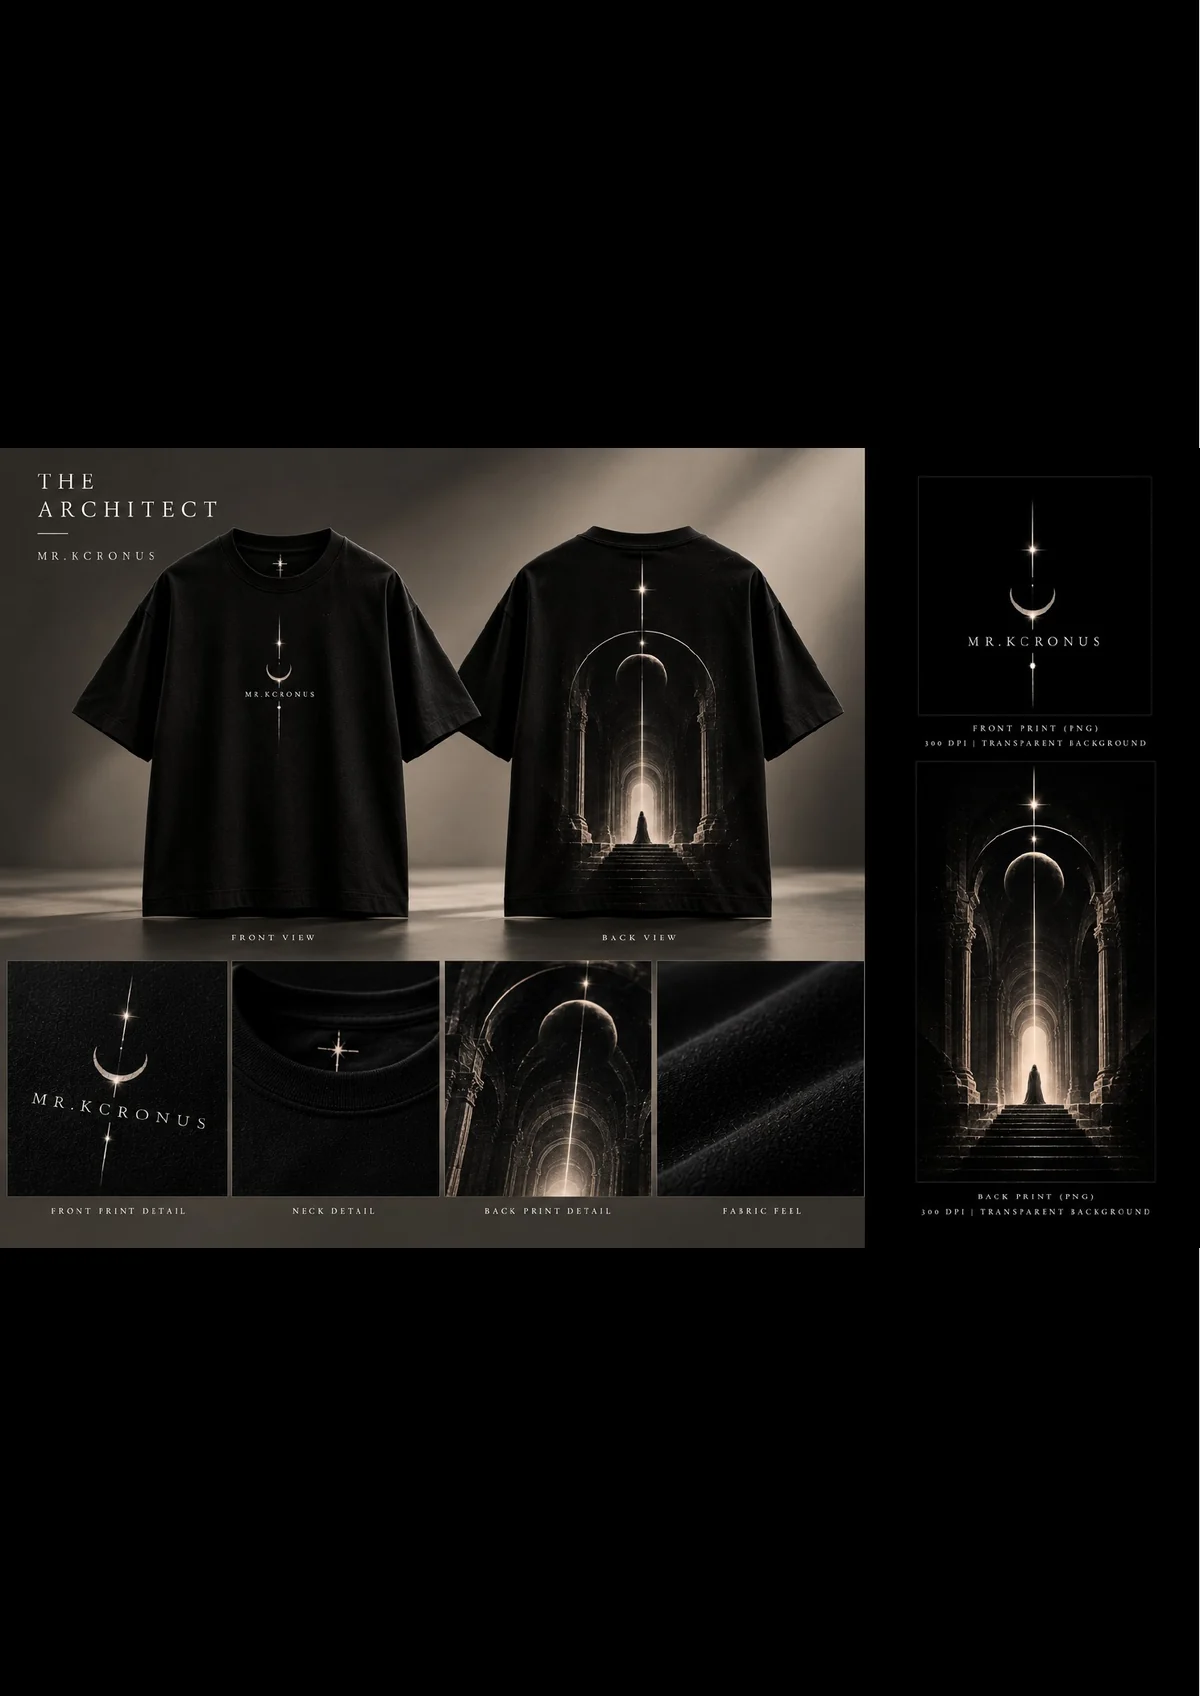 THE
ARCHITECT
MR.KCRONUS
MR.KCRONUS
FRONT VIEW
BACK VIEW
MR.KCRONUS
FRONT PRINT DETAIL
NECK DETAIL
BACK PRINT DETAIL
FABRIC FEEL
MR.KCRONUS
FRONT PRINT (PNG)
300 DPI | TRANSPARENT BACKGROUND
BACK PRINT (PNG)
300 DPI | TRANSPARENT BACKGROUND